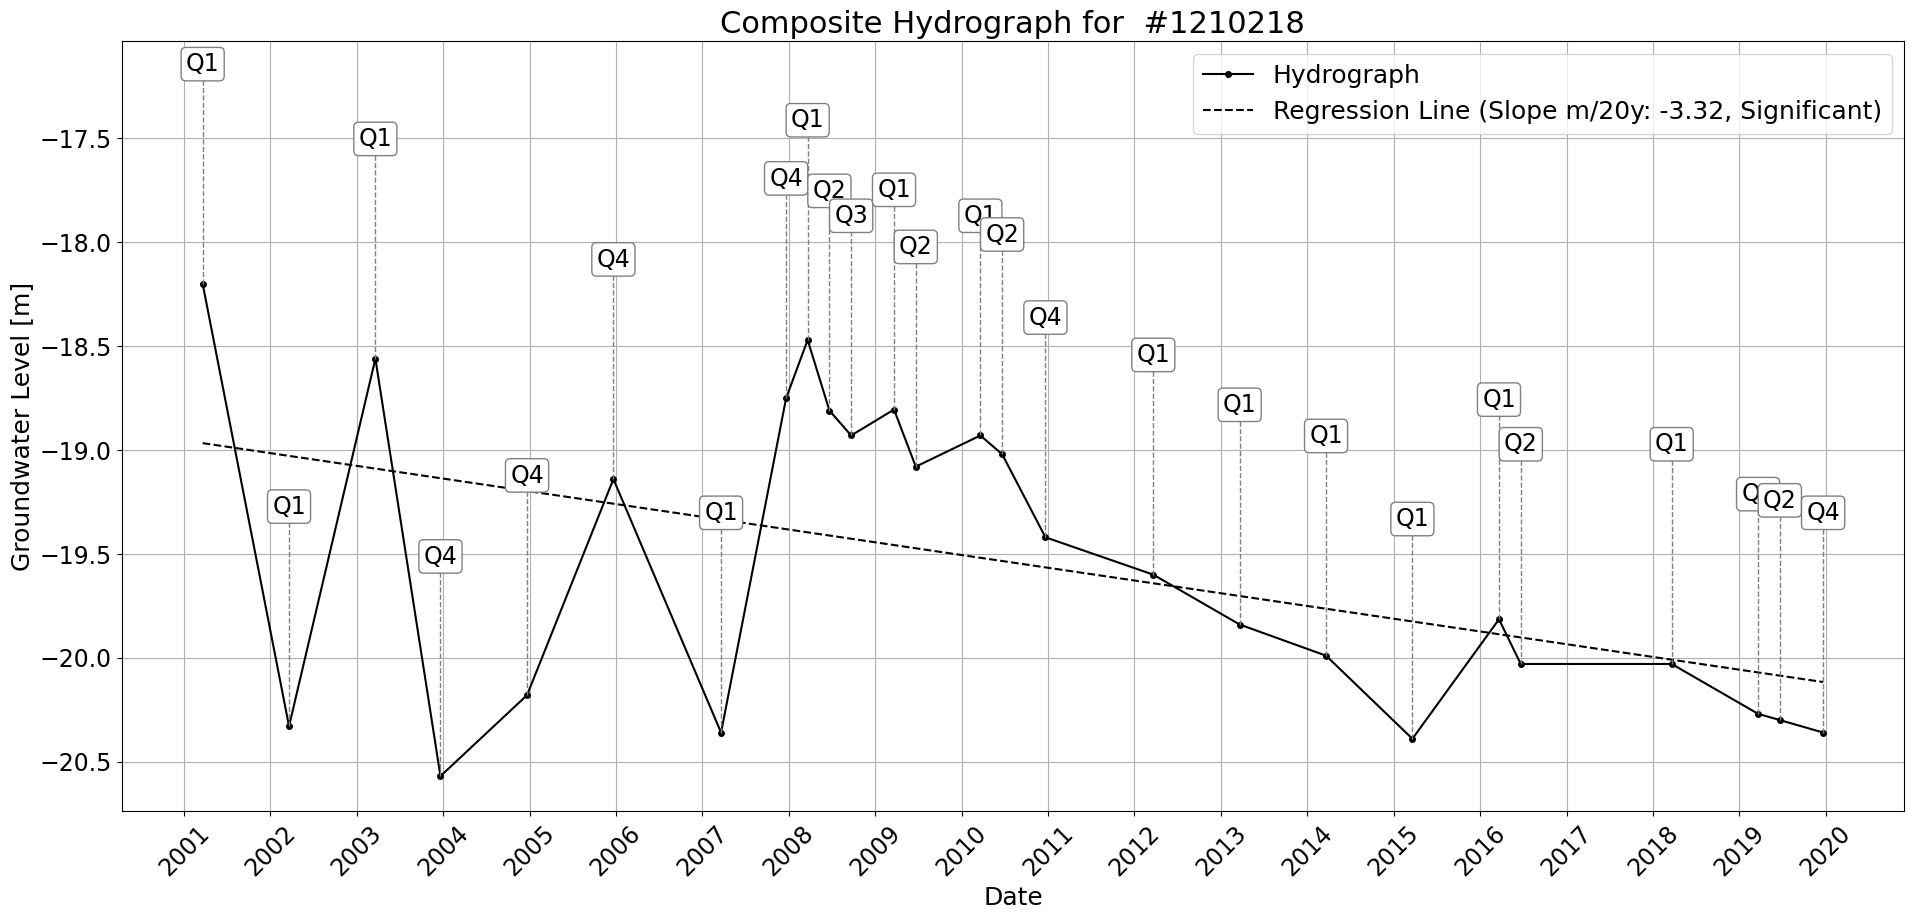 Composite Hydrograph for #1210218
Hydrograph
Regression Line (Slope m/20y: -3.32, Significant)
Groundwater Level [m]
−17.5
−18.0
−18.5
−19.0
−19.5
−20.0
−20.5
Q1
Q1
Q1
Q4
Q4
Q4
Q1
Q4
Q1
Q2
Q3
Q1
Q2
Q1
Q2
Q4
Q1
Q1
Q1
Q1
Q1
Q2
Q1
Q2
Q4
2001
2002
2003
2004
2005
2006
2007
2008
2009
2010
2011
2012
2013
2014
2015
2016
2017
2018
2019
2020
Date